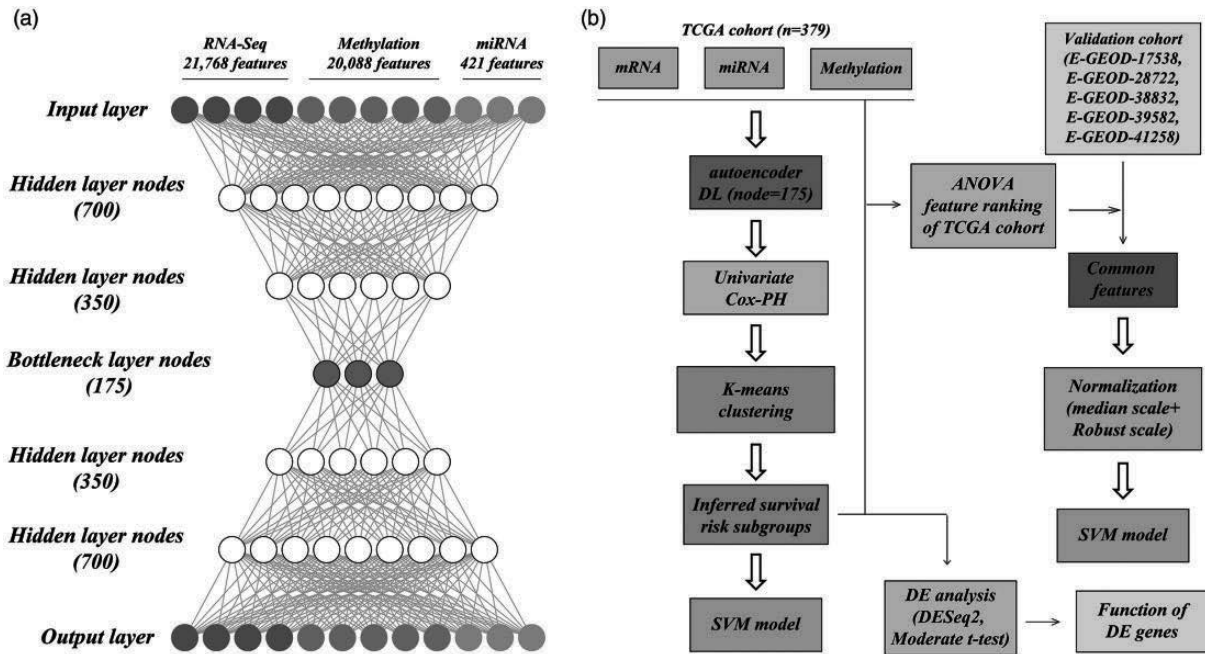 (a)
RNA-Seq
21,768 features
Methylation
20,088 features
miRNA
421 features
Input layer
Hidden layer nodes
(700)
Hidden layer nodes
(350)
Bottleneck layer nodes
(175)
Hidden layer nodes
(350)
Hidden layer nodes
(700)
Output layer
(b)
TCGA cohort (n=379)
mRNA
miRNA
Methylation
autoencoder
DL (node=175)
Univariate
Cox-PH
K-means
clustering
Inferred survival
risk subgroups
SVM model
Validation cohort
(E-GEOD-17538,
E-GEOD-28722,
E-GEOD-38832,
E-GEOD-39582,
E-GEOD-41258)
ANOVA
feature ranking
of TCGA cohort
Common
features
Normalization
(median scale+
Robust scale)
SVM model
DE analysis
(DESeq2,
Moderate t-test)
Function of
DE genes